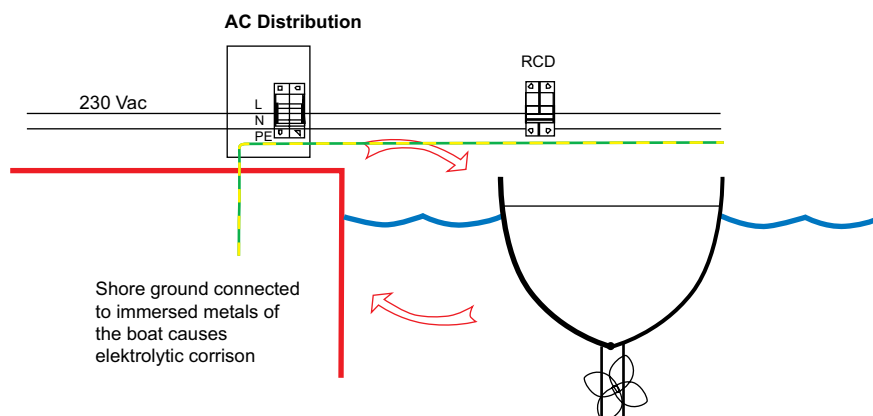 AC Distribution
RCD
230 Vac
L
N
PE
Shore ground connected
to immersed metals of
the boat causes
elektrolytic corrison